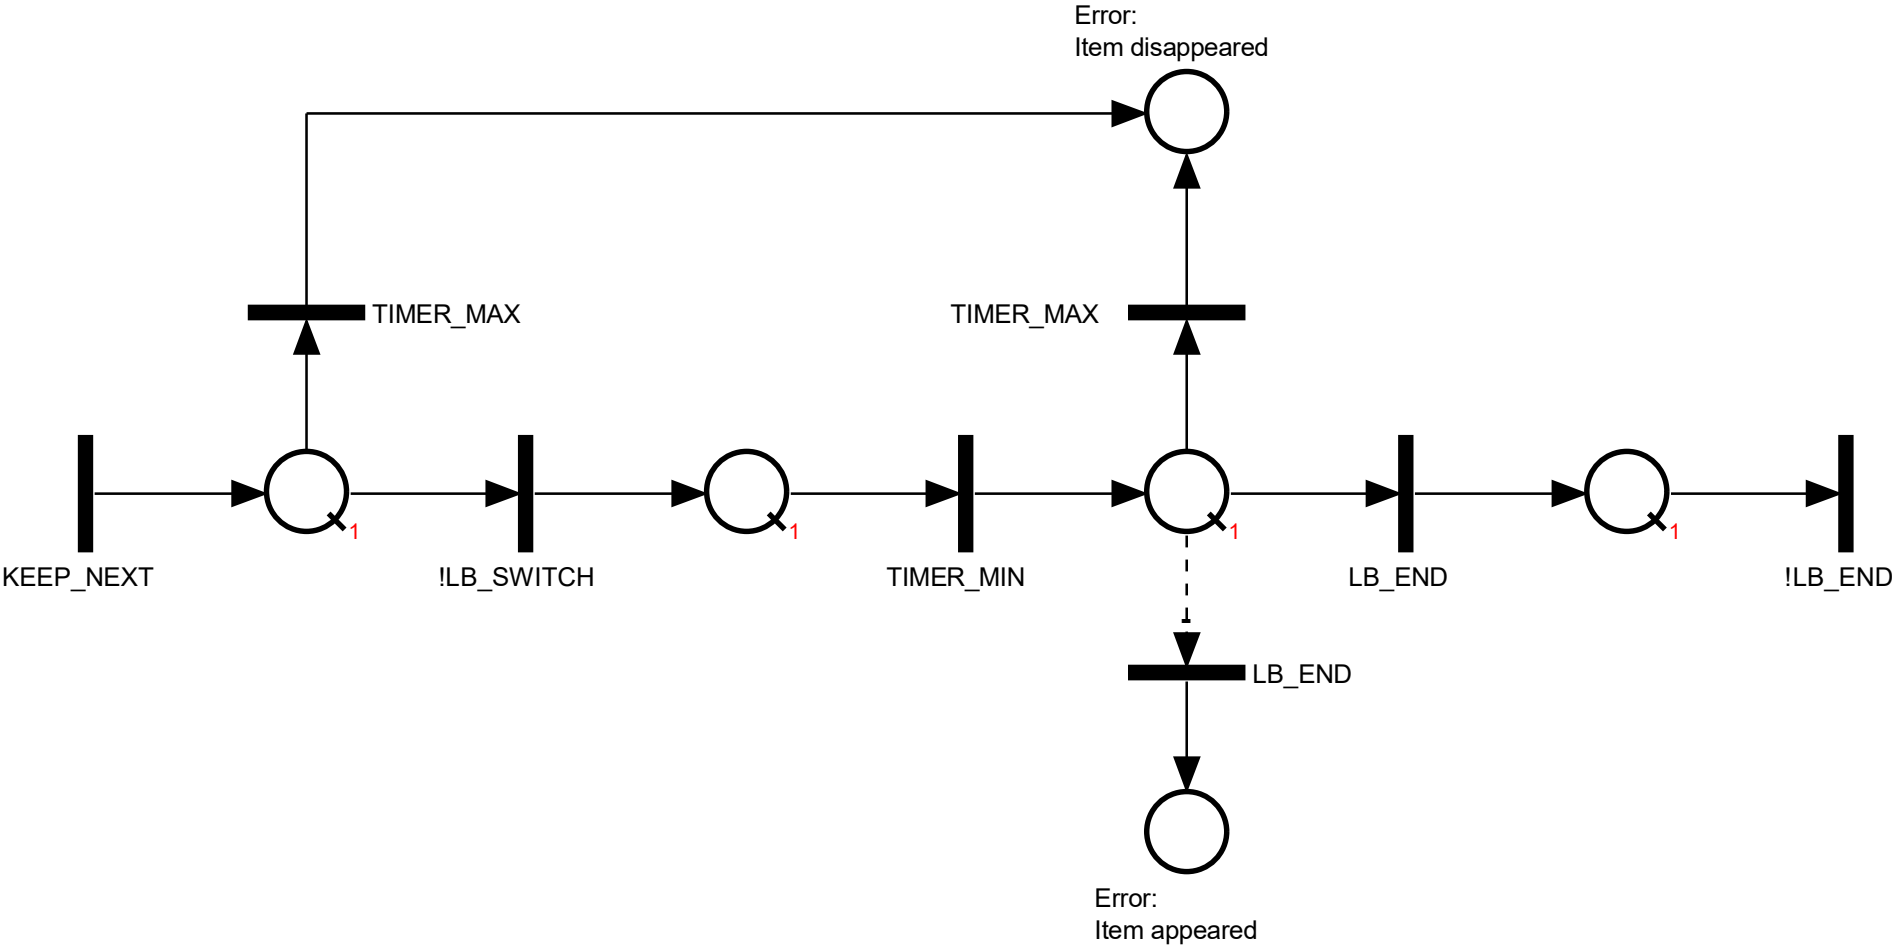 Error:
Item disappeared
TIMER_MAX
TIMER_MAX
1
1
1
1
KEEP_NEXT
!LB_SWITCH
TIMER_MIN
LB_END
!LB_END
LB_END
Error:
Item appeared